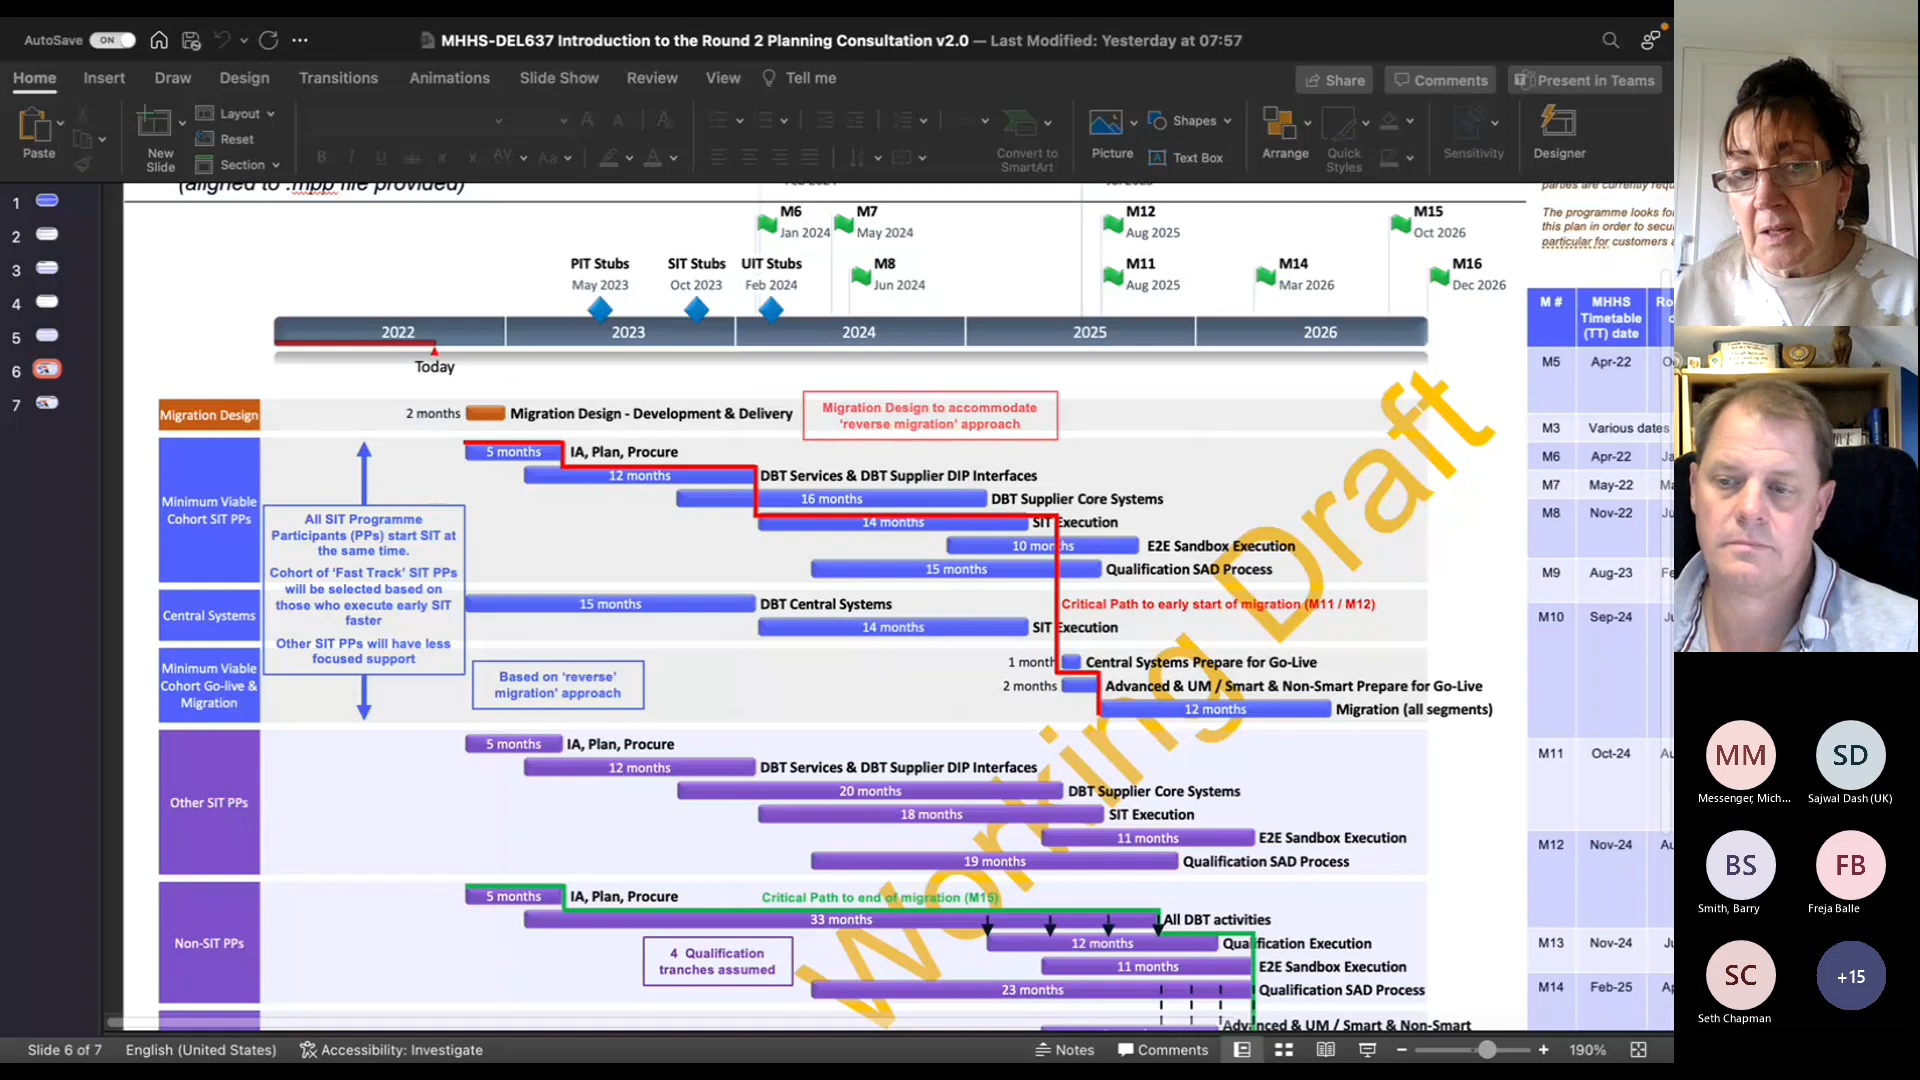 AutoSave ON
MHHS-DEL637 Introduction to the Round 2 Planning Consultation v2.0 — Last Modified: Yesterday at 07:57
Home Insert Draw Design Transitions Animations Slide Show Review View Tell me
Share Comments Present in Teams
Paste
New Slide
Layout
Reset
Section
Convert to SmartArt
Picture
Shapes
Text Box
Arrange
Quick Styles
Sensitivity
Designer
1
2
3
4
5
6
7
(aligned to .mpp file provided)
M6
Jan 2024
M7
May 2024
M12
Aug 2025
M15
Oct 2026
PIT Stubs
May 2023
SIT Stubs
Oct 2023
UIT Stubs
Feb 2024
M8
Jun 2024
M11
Aug 2025
M14
Mar 2026
M16
Dec 2026
2022 2023 2024 2025 2026
Today
Migration Design
2 months
Migration Design - Development & Delivery
Migration Design to accommodate
'reverse migration' approach
Minimum Viable
Cohort SIT PPs
5 months IA, Plan, Procure
12 months DBT Services & DBT Supplier DIP Interfaces
16 months DBT Supplier Core Systems
14 months SIT Execution
10 months E2E Sandbox Execution
15 months Qualification SAD Process
All SIT Programme
Participants (PPs) start SIT at
the same time.
Cohort of 'Fast Track' SIT PPs
will be selected based on
those who execute early SIT
faster
Other SIT PPs will have less
focused support
Central Systems
15 months DBT Central Systems
Critical Path to early start of migration (M11 / M12)
14 months SIT Execution
Minimum Viable
Cohort Go-live &
Migration
Based on 'reverse'
migration' approach
1 month Central Systems Prepare for Go-Live
2 months Advanced & UM / Smart & Non-Smart Prepare for Go-Live
12 months Migration (all segments)
Other SIT PPs
5 months IA, Plan, Procure
12 months DBT Services & DBT Supplier DIP Interfaces
20 months DBT Supplier Core Systems
18 months SIT Execution
11 months E2E Sandbox Execution
19 months Qualification SAD Process
Non-SIT PPs
5 months IA, Plan, Procure
Critical Path to end of migration (M15)
33 months All DBT activities
12 months Qualification Execution
4 Qualification
tranches assumed
11 months E2E Sandbox Execution
23 months Qualification SAD Process
Advanced & UM / Smart & Non-Smart
Working Draft
parties are currently
The programme looks
this plan in order to
particular for customers
M # MHHS
Timetable
(TT) date
M5 Apr-22
M3 Various dates
M6 Apr-22
M7 May-22
M8 Nov-22
M9 Aug-23
M10 Sep-24
M11 Oct-24
M12 Nov-24
M13 Nov-24
M14 Feb-25
MM
Messenger, Mich...
SD
Sajwal Dash (UK)
BS
Smith, Barry
FB
Freja Balle
SC
Seth Chapman
+15
Slide 6 of 7 English (United States) Accessibility: Investigate Notes Comments 190%